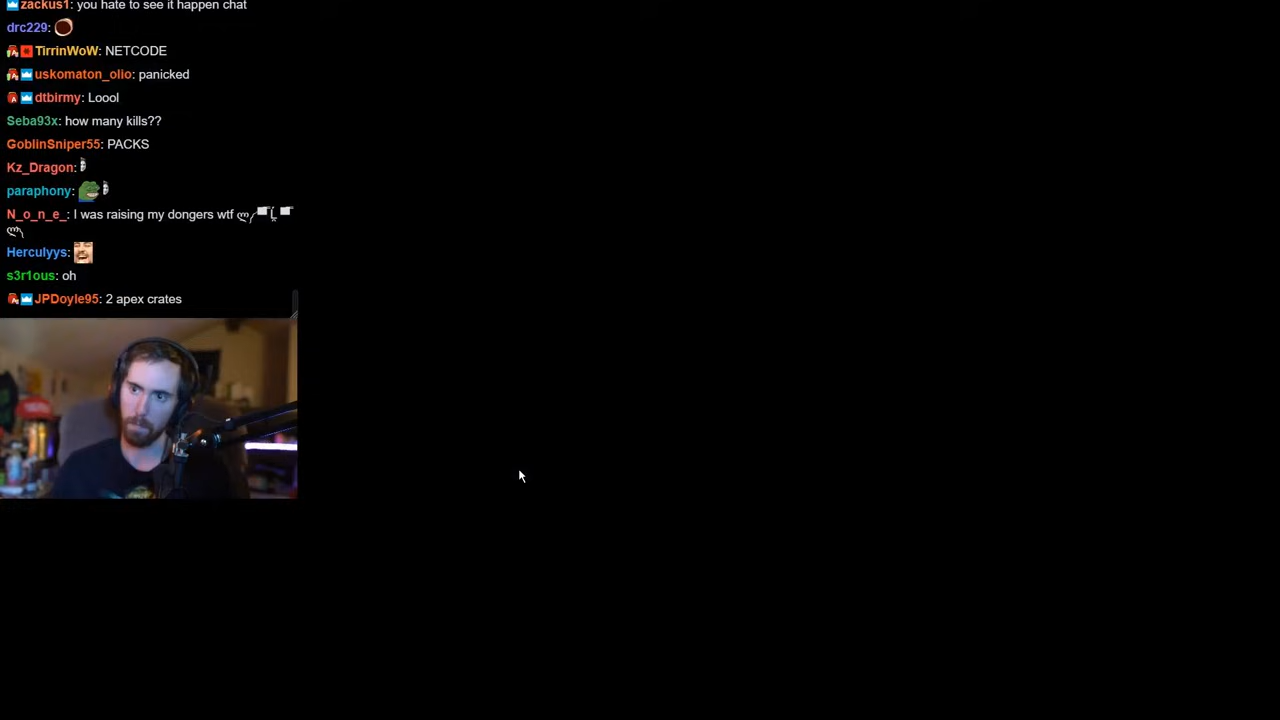 zackus1: you hate to see it happen chat
drc229:
TirrinWoW: NETCODE
uskomaton_olio: panicked
dtbirmy: Loool
Seba93x: how many kills??
GoblinSniper55: PACKS
Kz_Dragon:
paraphony:
N_o_n_e_: I was raising my dongers wtf
Herculyys:
s3r1ous: oh
JPDoyle95: 2 apex crates